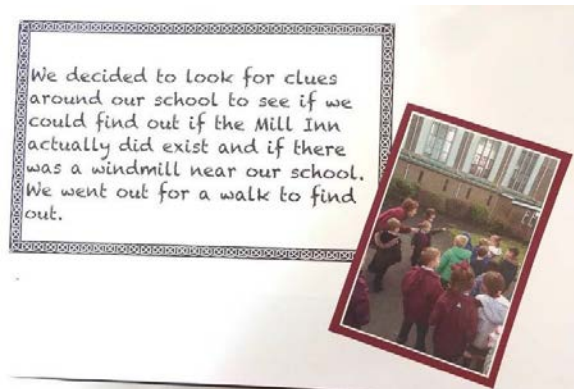 We decided to look for clues
around our school to see if we
could find out if the Mill Inn
actually did exist and if there
was a windmill near our school.
We went out for a walk to find
out.